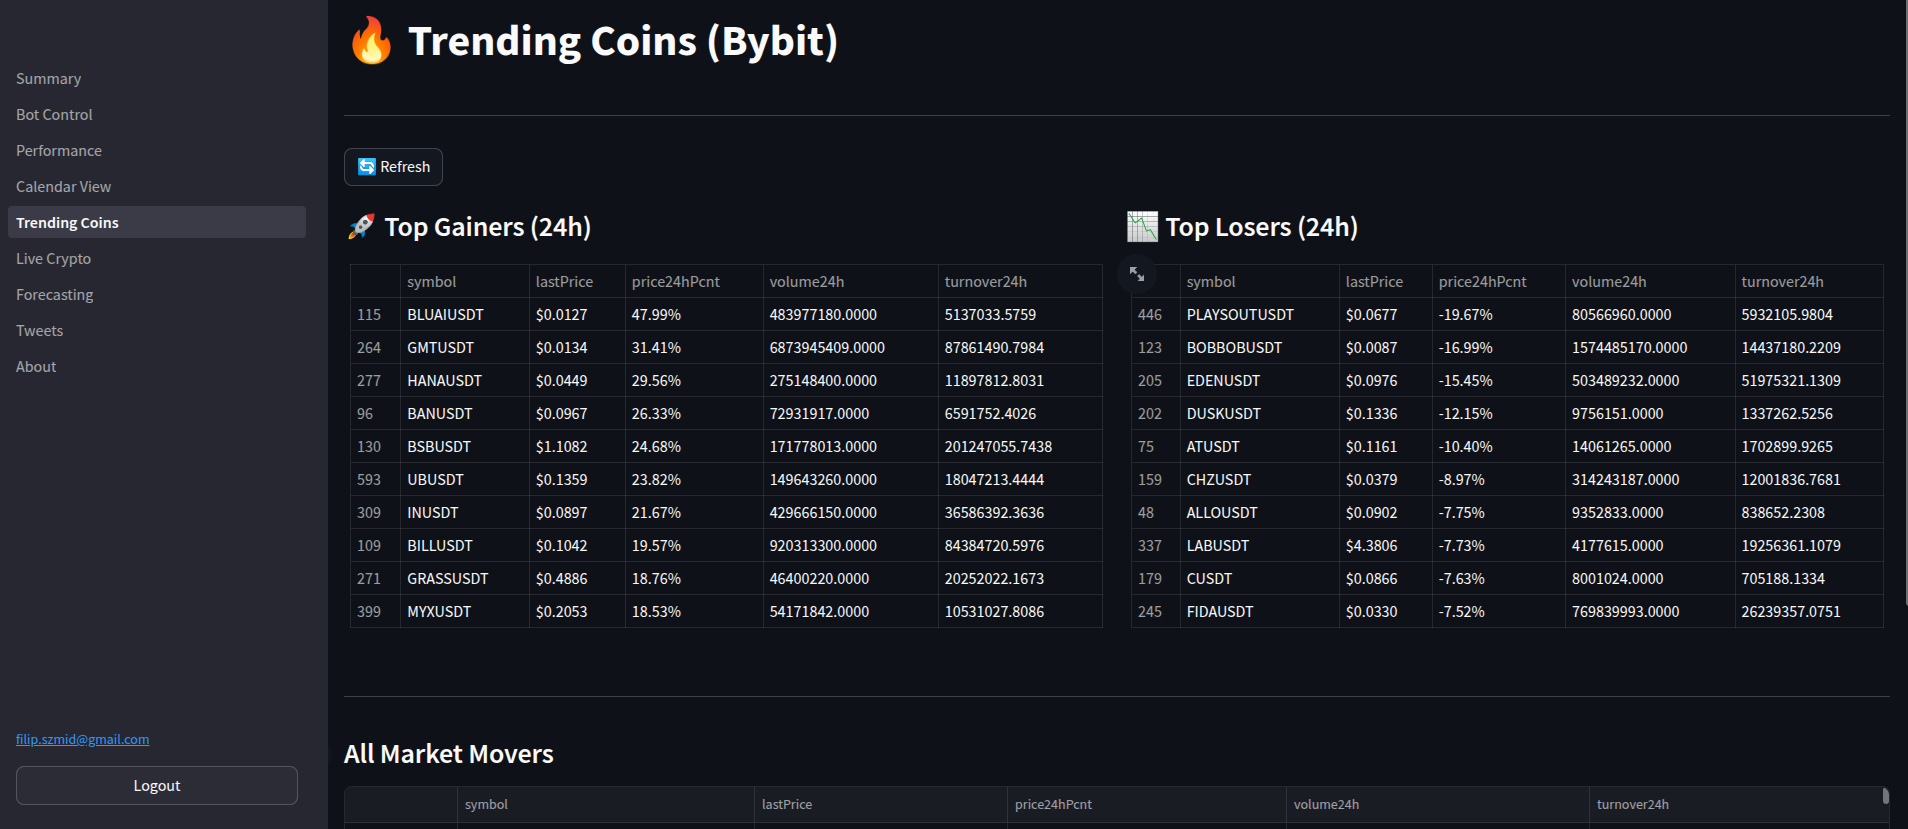 Summary
Bot Control
Performance
Calendar View
Trending Coins
Live Crypto
Forecasting
Tweets
About
filip.szmid@gmail.com
Logout
Trending Coins (Bybit)
Refresh
Top Gainers (24h)
symbol lastPrice price24hPcnt volume24h turnover24h
115 BLUAIUSDT $0.0127 47.99% 483977180.0000 5137033.5759
264 GMTUSDT $0.0134 31.41% 6873945409.0000 87861490.7984
277 HANAUSDT $0.0449 29.56% 275148400.0000 11897812.8031
96 BANUSDT $0.0967 26.33% 72931917.0000 6591752.4026
130 BSBUSDT $1.1082 24.68% 171778013.0000 201247055.7438
593 UBUSDT $0.1359 23.82% 149643260.0000 18047213.4444
309 INUSDT $0.0897 21.67% 429666150.0000 36586392.3636
109 BILLUSDT $0.1042 19.57% 920313300.0000 84384720.5976
271 GRASSUSDT $0.4886 18.76% 46400220.0000 20252022.1673
399 MYXUSDT $0.2053 18.53% 54171842.0000 10531027.8086
Top Losers (24h)
symbol lastPrice price24hPcnt volume24h turnover24h
446 PLAYSOUTUSDT $0.0677 -19.67% 80566960.0000 5932105.9804
123 BOBBOBUSDT $0.0087 -16.99% 1574485170.0000 14437180.2209
205 EDENUSDT $0.0976 -15.45% 503489232.0000 51975321.1309
202 DUSKUSDT $0.1336 -12.15% 9756151.0000 1337262.5256
75 ATUSDT $0.1161 -10.40% 14061265.0000 1702899.9265
159 CHZUSDT $0.0379 -8.97% 314243187.0000 12001836.7681
48 ALLOUSDT $0.0902 -7.75% 9352833.0000 838652.2308
337 LABUSDT $4.3806 -7.73% 4177615.0000 19256361.1079
179 CUSDT $0.0866 -7.63% 8001024.0000 705188.1334
245 FIDAUSDT $0.0330 -7.52% 769839993.0000 26239357.0751
All Market Movers
symbol lastPrice price24hPcnt volume24h turnover24h